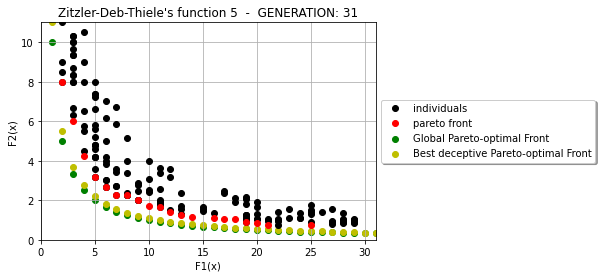 Zitzler-Deb-Thiele's function 5 - GENERATION: 31
10
8
6
4
2
0
F2(x)
0 5 10 15 20 25 30
F1(x)
individuals
pareto front
Global Pareto-optimal Front
Best deceptive Pareto-optimal Front